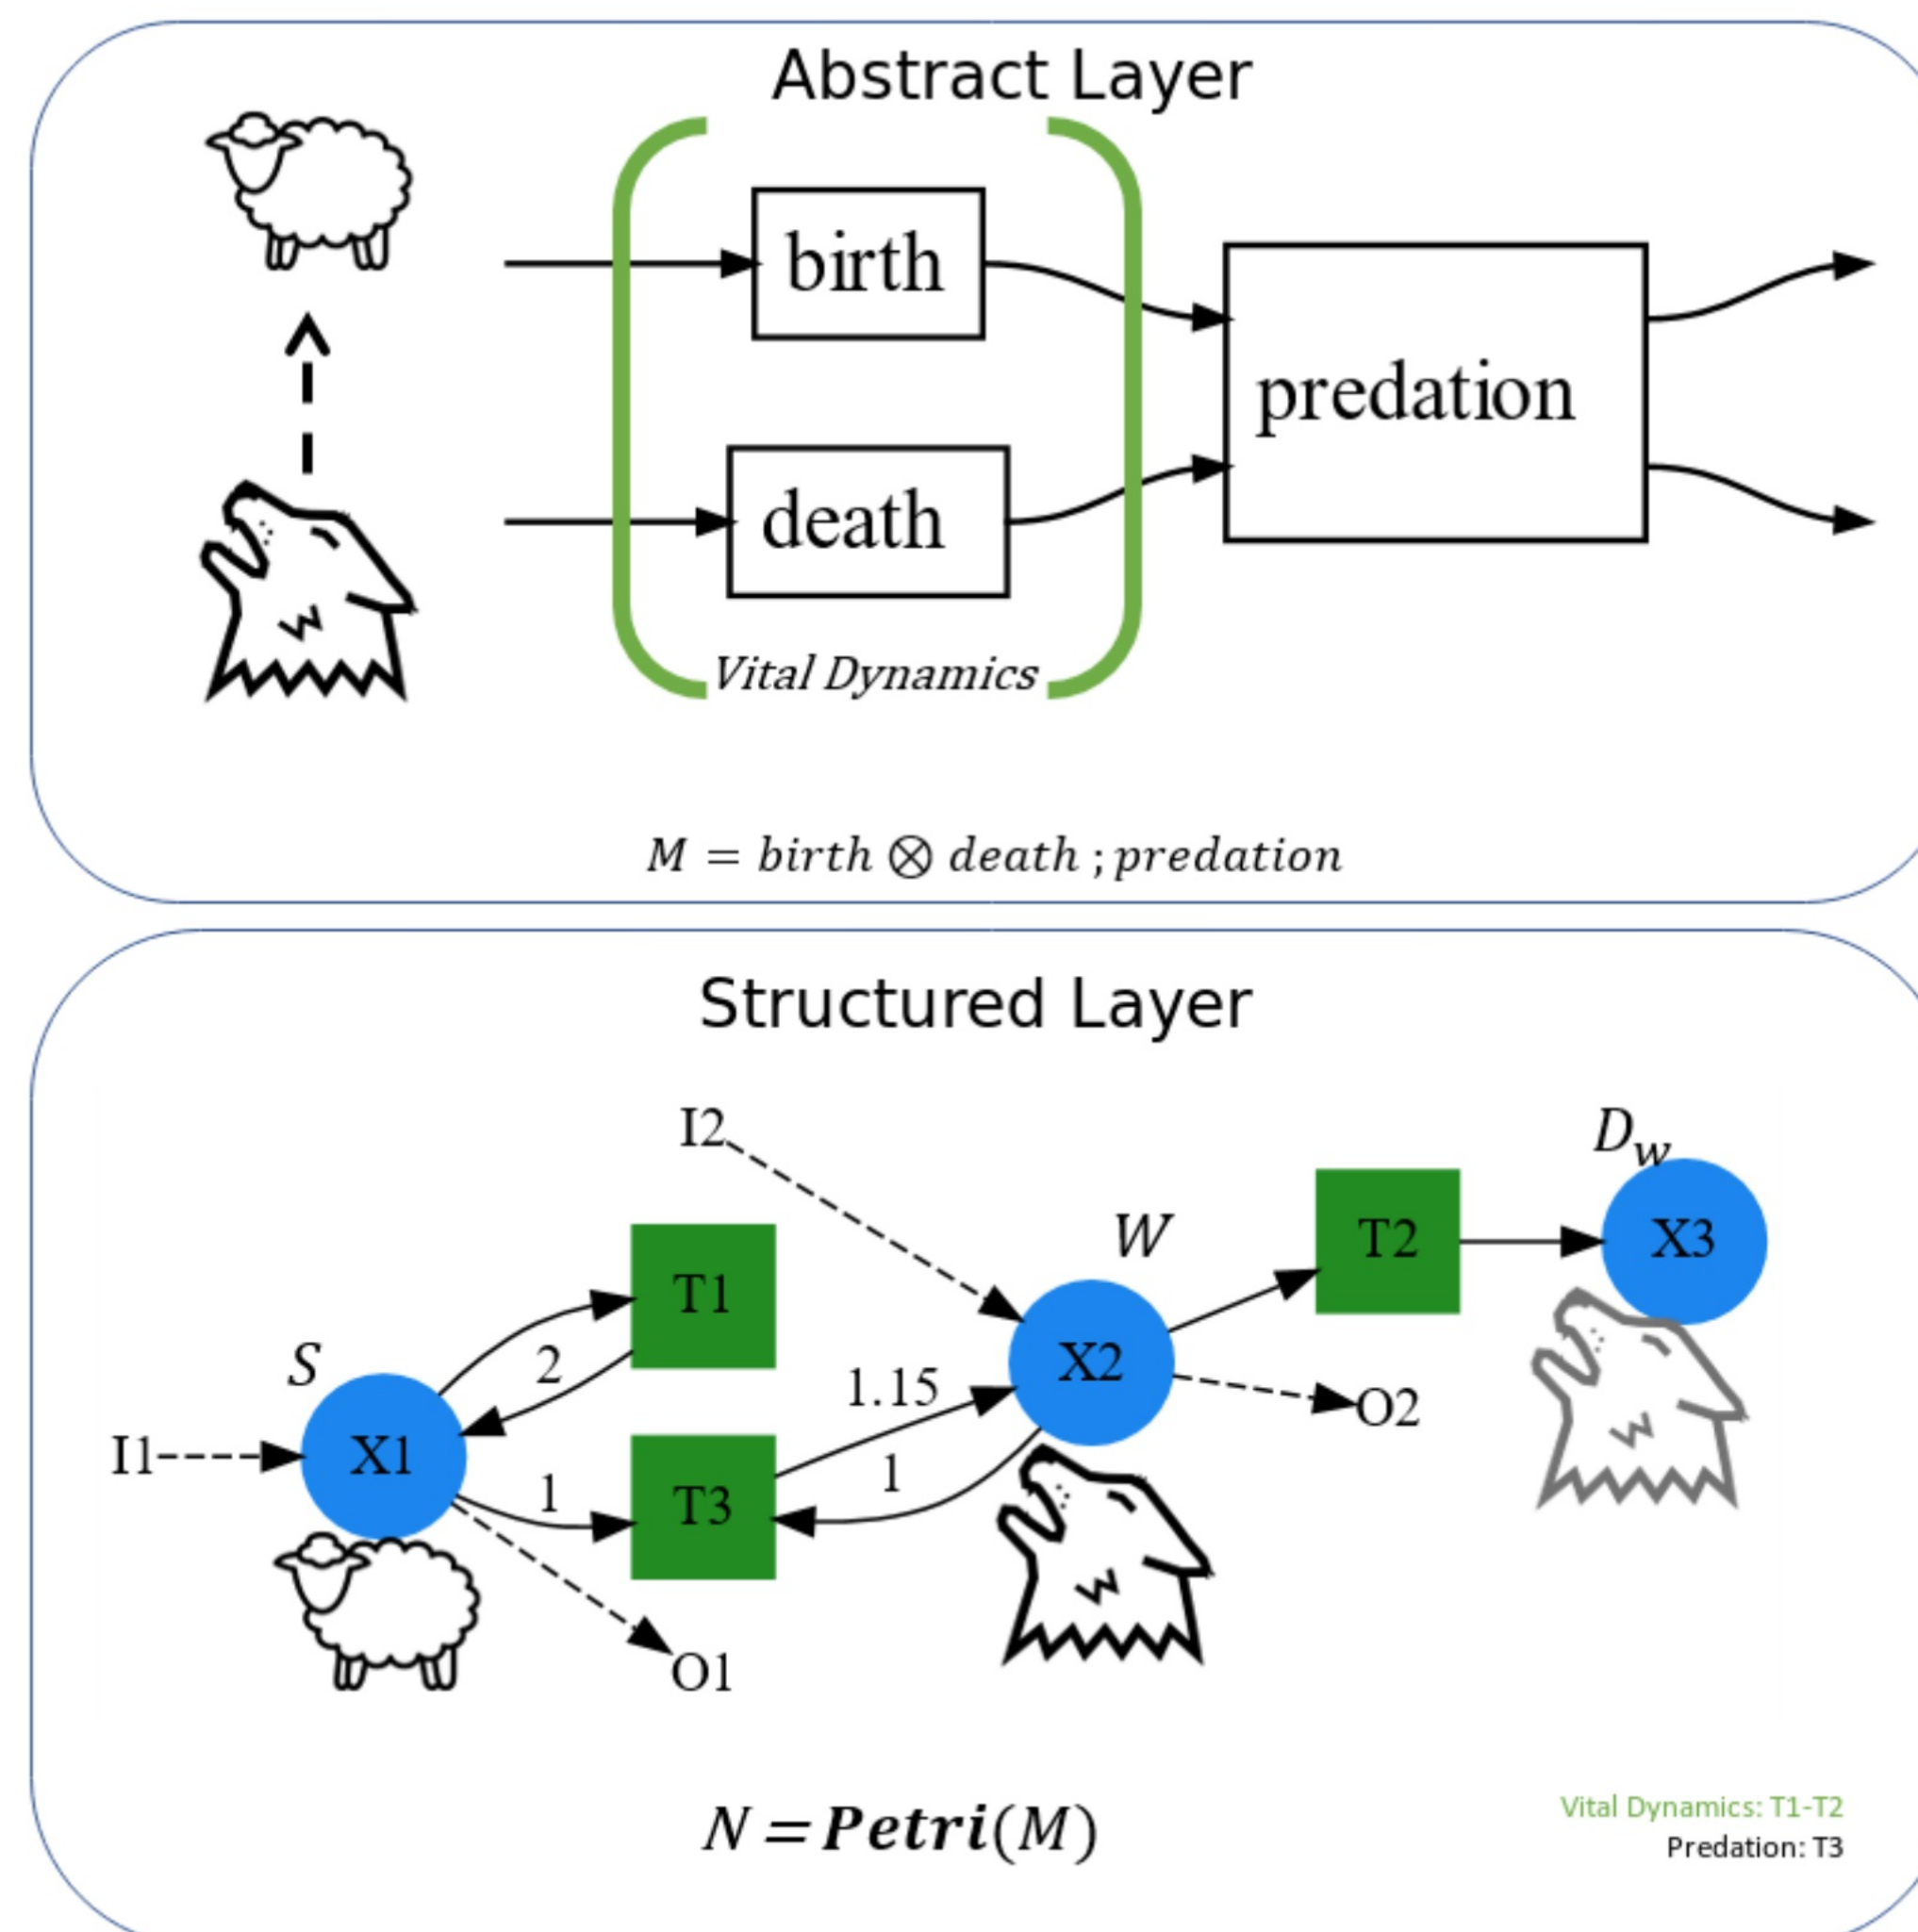 Abstract Layer
birth
predation
death
Vital Dynamics
M = birth ⊗ death ; predation
Structured Layer
I2
D_w
W
T2
X3
T1
S
2
1.15
X2
O2
I1
X1
1
T3
1
O1
N = Petri(M)
Vital Dynamics: T1-T2
Predation: T3